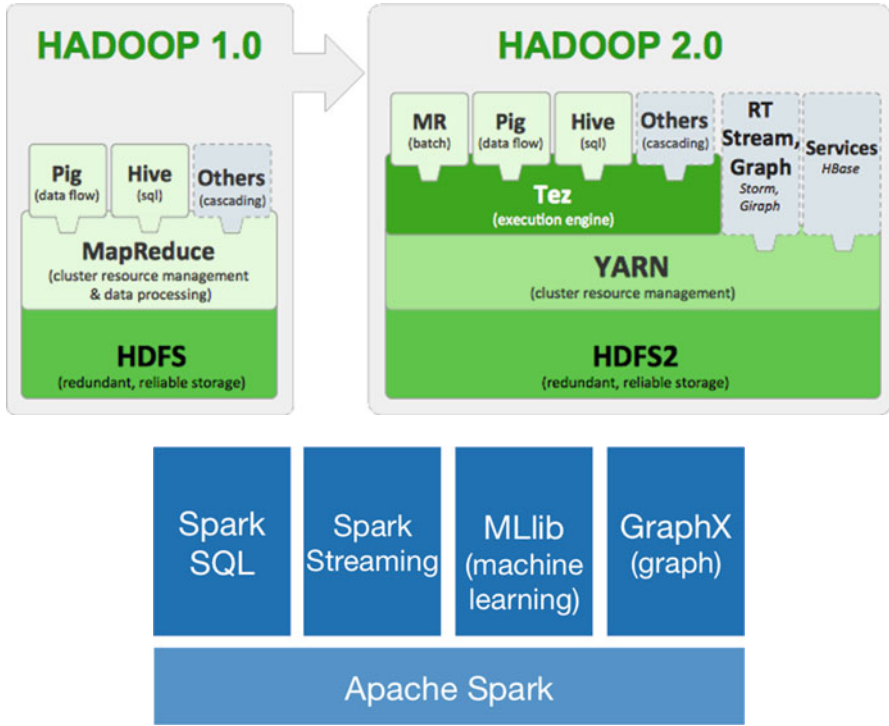 HADOOP 1.0
Pig
(data flow)
Hive
(sql)
Others
(cascading)
MapReduce
(cluster resource management
& data processing)
HDFS
(redundant, reliable storage)
HADOOP 2.0
MR
(batch)
Pig
(data flow)
Hive
(sql)
Others
(cascading)
RT
Stream,
Graph
Storm,
Giraph
Services
HBase
Tez
(execution engine)
YARN
(cluster resource management)
HDFS2
(redundant, reliable storage)
Spark
SQL
Spark
Streaming
MLlib
(machine
learning)
GraphX
(graph)
Apache Spark